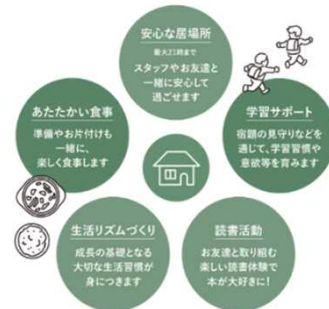 安心な居場所
最大21時まで
スタッフやお友達と
一緒に安心して
過ごせます
あたたかい食事
準備やお片付けも
一緒に、
楽しく食事します
学習サポート
宿題の見守りなどを
通じて、学習習慣や
意欲等を育みます
生活リズムづくり
成長の基礎となる
大切な生活習慣が
身につきます
読書活動
お友達と取り組む
楽しい読書体験で
本が大好きに！